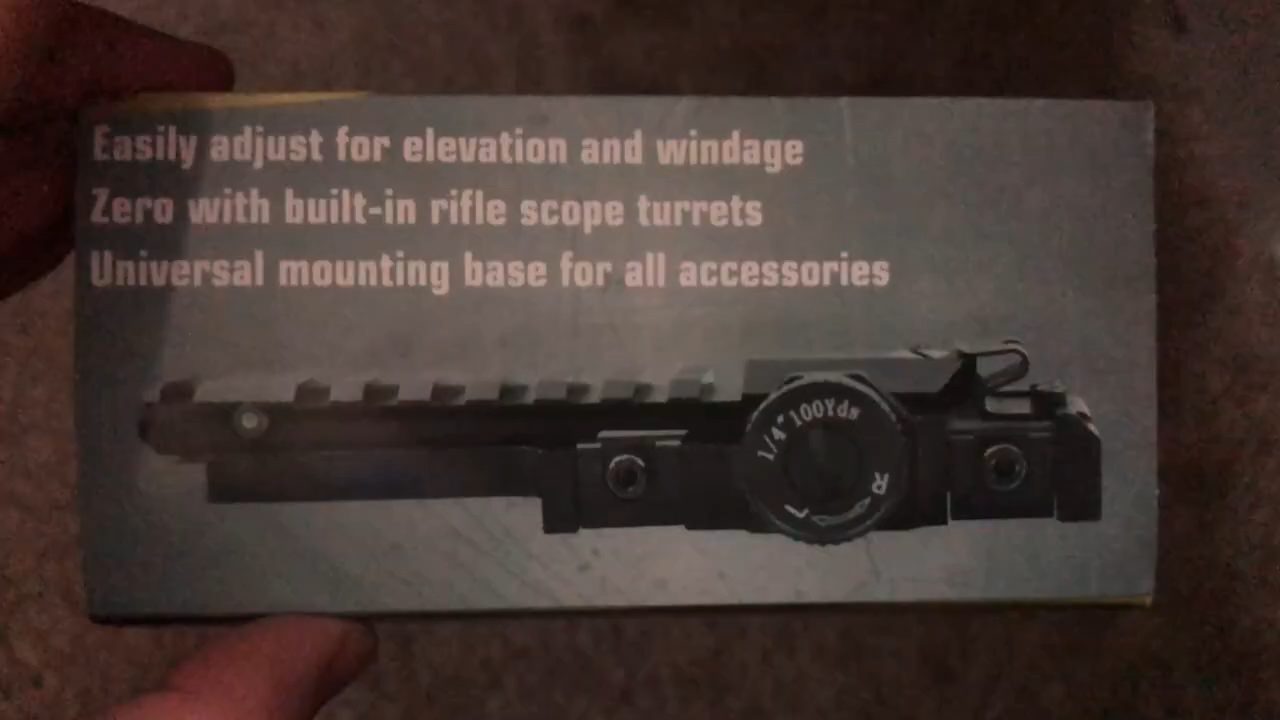 Easily adjust for elevation and windage
Zero with built-in rifle scope turrets
Universal mounting base for all accessories
1/4" 100Yds
L R